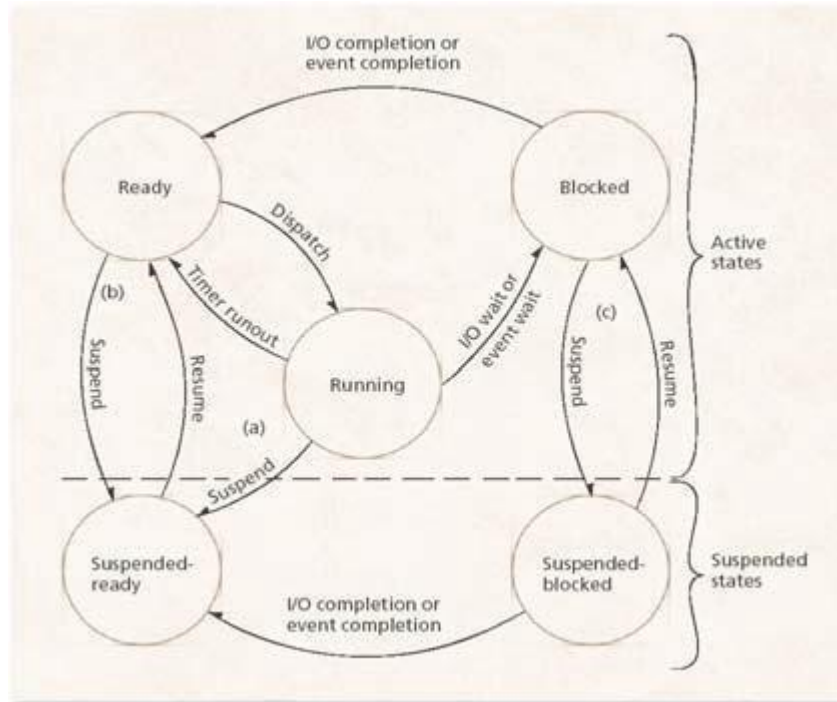 I/O completion or
event completion
Ready
Blocked
Dispatch
Active
states
Timer runout
(b)
I/O wait or
event wait
(c)
Suspend
Resume
Running
Suspend
Resume
(a)
Suspend
Suspended-
ready
Suspended-
blocked
Suspended
states
I/O completion or
event completion